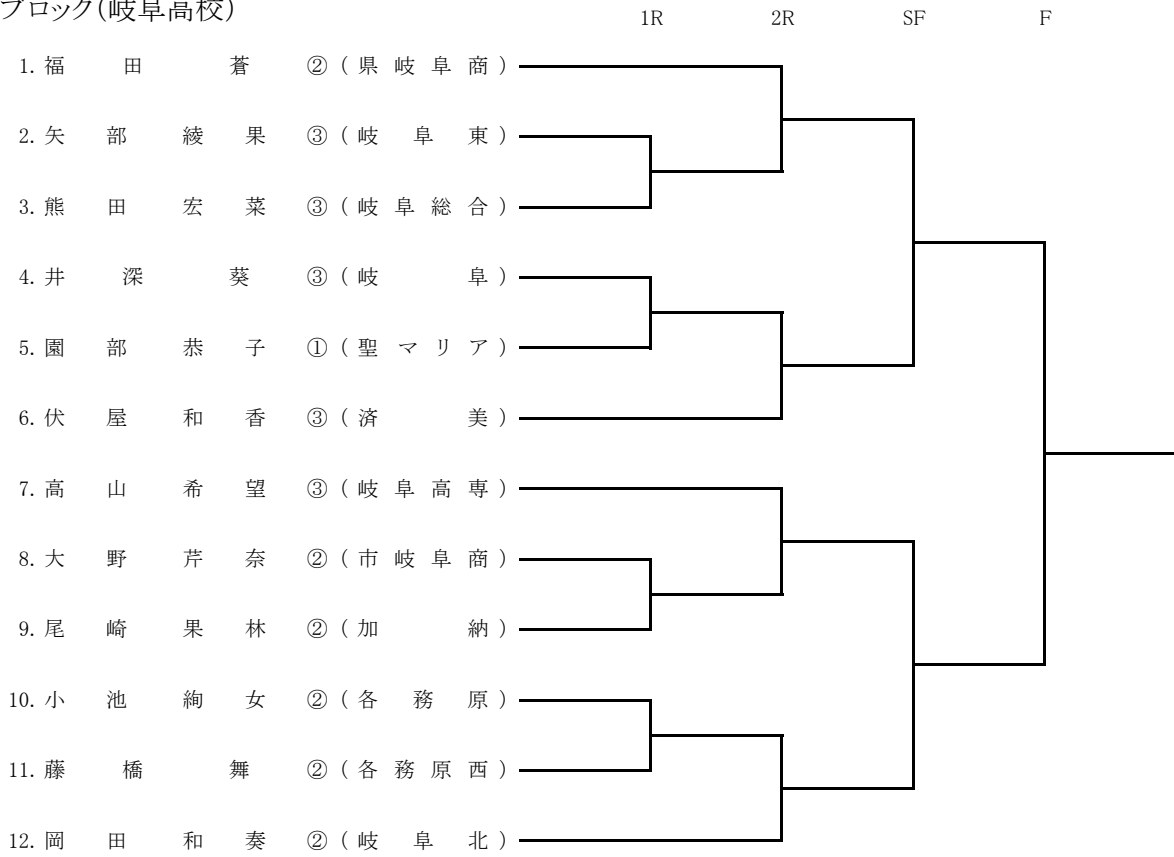 ブロック(岐阜高校)
1R 2R SF F
1. 福田蒼 ② ( 県岐阜商 )
2. 矢部綾果 ③ ( 岐阜東 )
3. 熊田宏菜 ③ ( 岐阜総合 )
4. 井深葵 ③ ( 岐阜 )
5. 園部恭子 ① ( 聖マリア )
6. 伏屋和香 ③ ( 済美 )
7. 高山希望 ③ ( 岐阜高専 )
8. 大野芹奈 ② ( 市岐阜商 )
9. 尾崎果林 ② ( 加納 )
10. 小池絢女 ② ( 各務原 )
11. 藤橋舞 ② ( 各務原西 )
12. 岡田和奏 ② ( 岐阜北 )